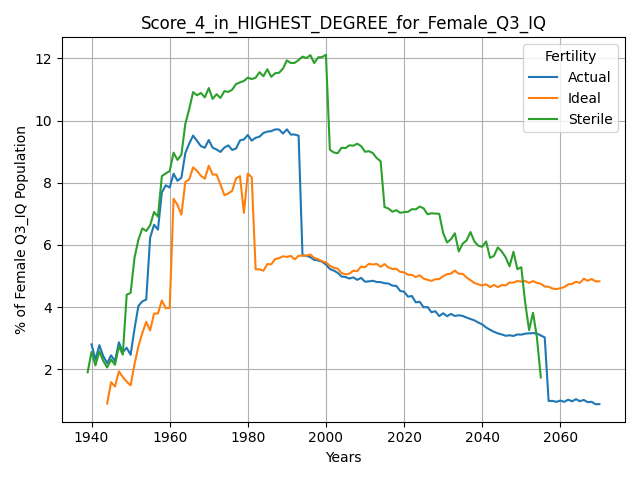 Score_4_in_HIGHEST_DEGREE_for_Female_Q3_IQ
Fertility
Actual
Ideal
Sterile
% of Female Q3_IQ Population
12
10
8
6
4
2
1940
1960
1980
2000
2020
2040
2060
Years